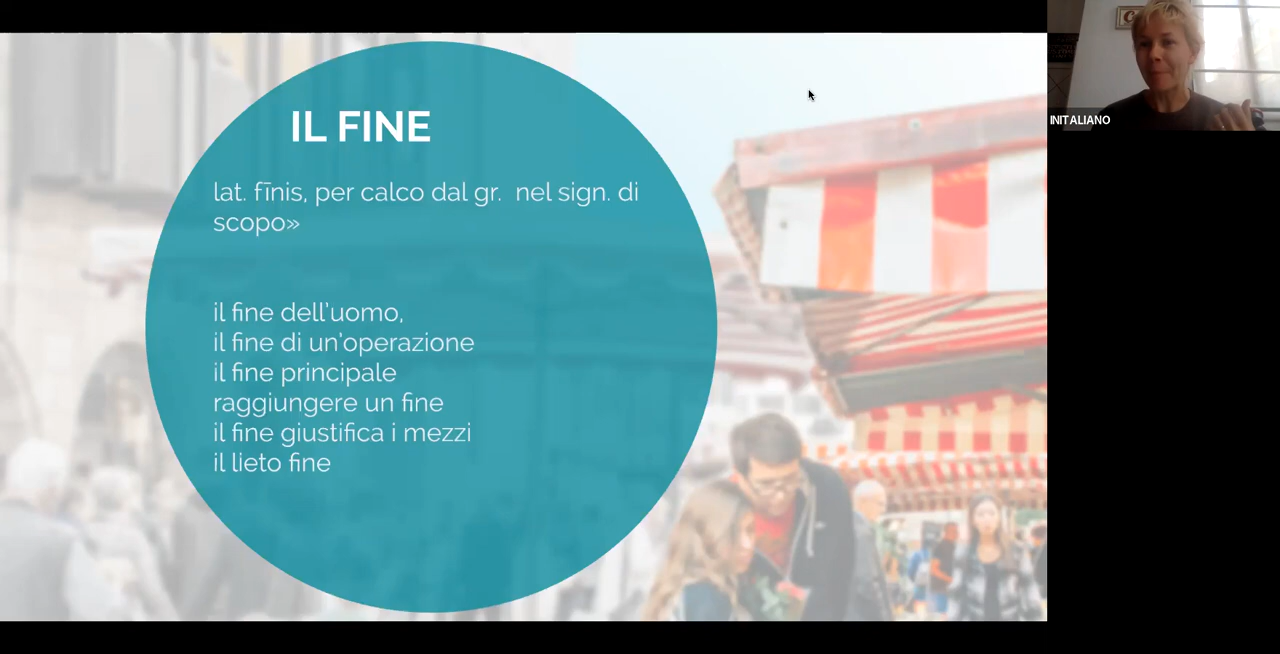 IL FINE
lat. fīnis, per calco dal gr. nel sign. di
scopo»
il fine dell'uomo,
il fine di un'operazione
il fine principale
raggiungere un fine
il fine giustifica i mezzi
il lieto fine
INITALIANO